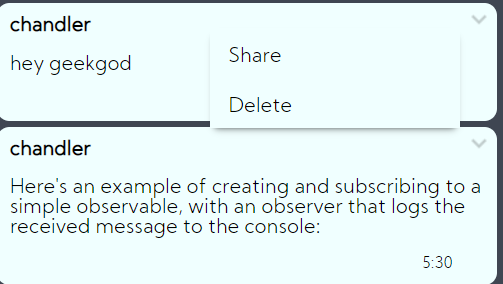 chandler
hey geekgod
Share
Delete
chandler
Here's an example of creating and subscribing to a
simple observable, with an observer that logs the
received message to the console:
5:30